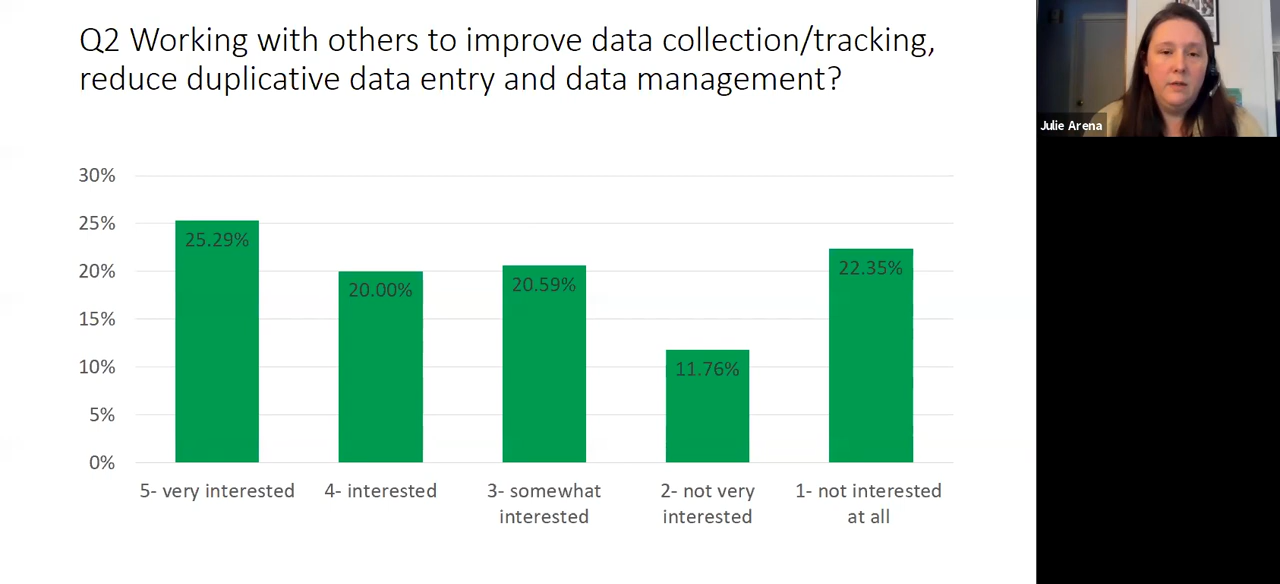 Q2 Working with others to improve data collection/tracking,
reduce duplicative data entry and data management?
Julie Arena
30%
25%
20%
15%
10%
5%
0%
25.29%
20.00%
20.59%
11.76%
22.35%
5- very interested
4- interested
3- somewhat
interested
2- not very
interested
1- not interested
at all